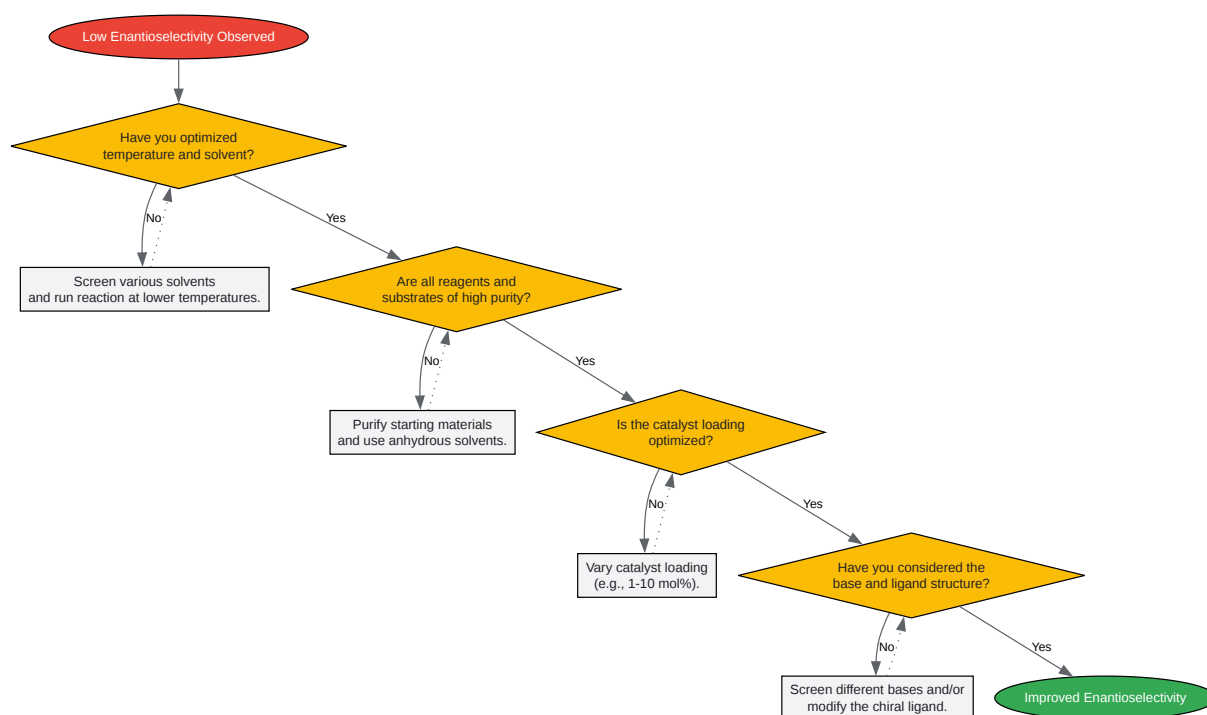 Low Enantioselectivity Observed
Have you optimized
temperature and solvent?
No
Yes
Screen various solvents
and run reaction at lower temperatures.
Are all reagents and
substrates of high purity?
No
Yes
Purify starting materials
and use anhydrous solvents.
Is the catalyst loading
optimized?
No
Yes
Vary catalyst loading
(e.g., 1-10 mol%).
Have you considered the
base and ligand structure?
No
Yes
Screen different bases and/or
modify the chiral ligand.
Improved Enantioselectivity